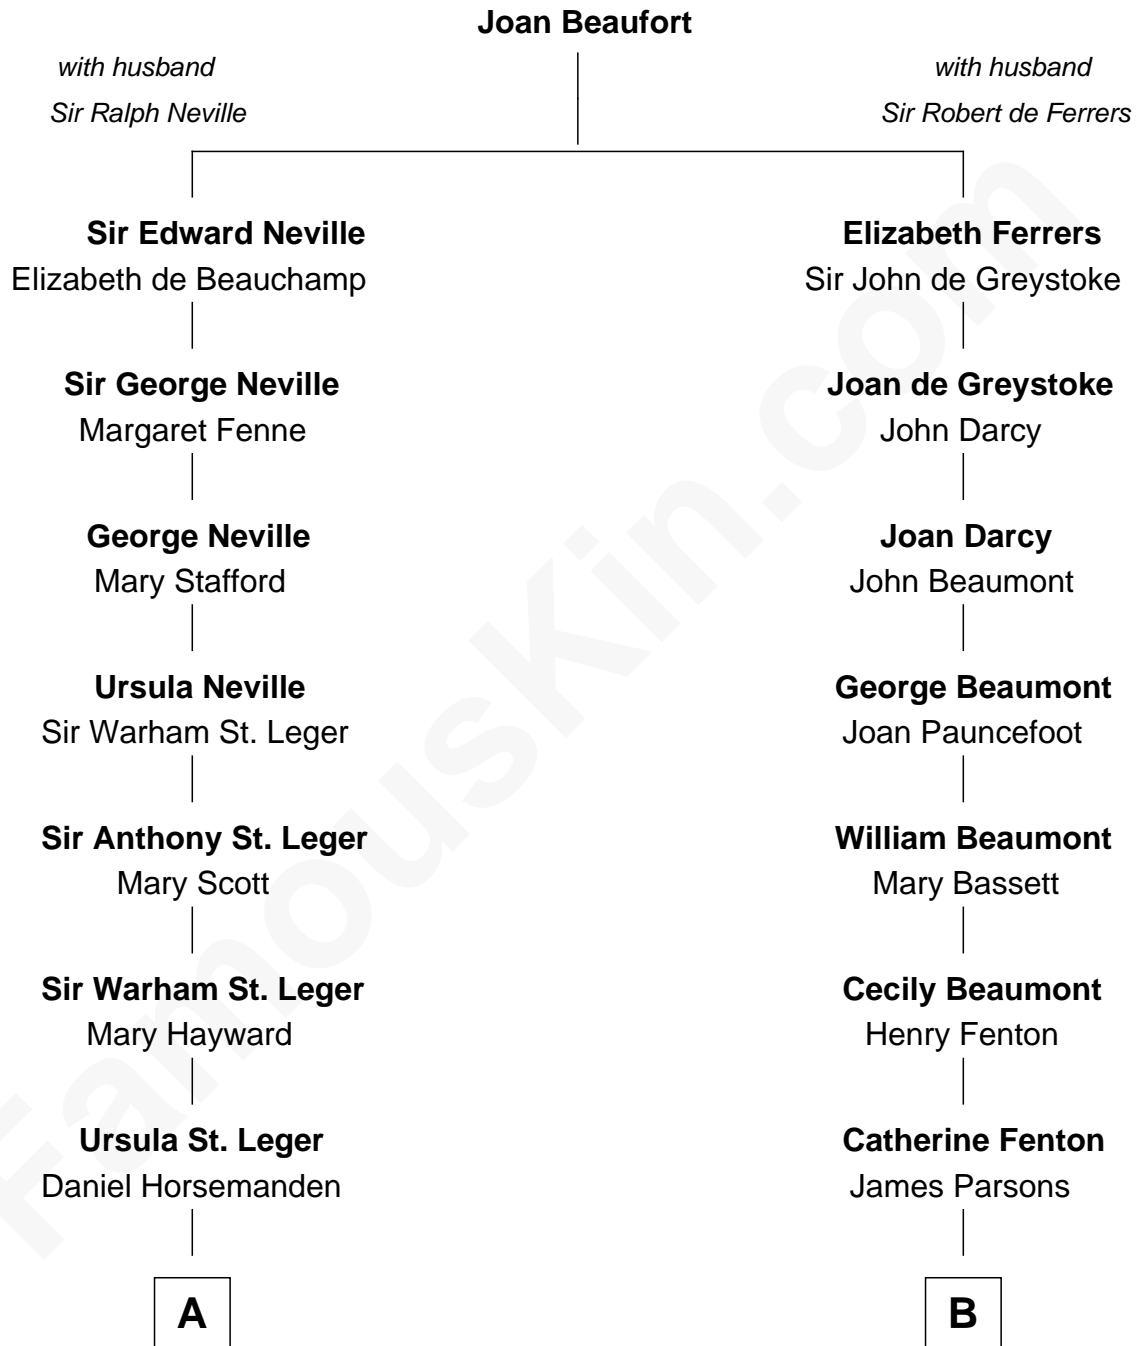 Joan Beaufort
with husband
Sir Ralph Neville
with husband
Sir Robert de Ferrers
Sir Edward Neville
Elizabeth de Beauchamp
Elizabeth Ferrers
Sir John de Greystoke
Sir George Neville
Margaret Fenne
Joan de Greystoke
John Darcy
George Neville
Mary Stafford
Joan Darcy
John Beaumont
Ursula Neville
Sir Warham St. Leger
George Beaumont
Joan Pauncefoot
Sir Anthony St. Leger
Mary Scott
William Beaumont
Mary Bassett
Sir Warham St. Leger
Mary Hayward
Cecily Beaumont
Henry Fenton
Ursula St. Leger
Daniel Horsemanden
Catherine Fenton
James Parsons
A
B
FamousKin.com